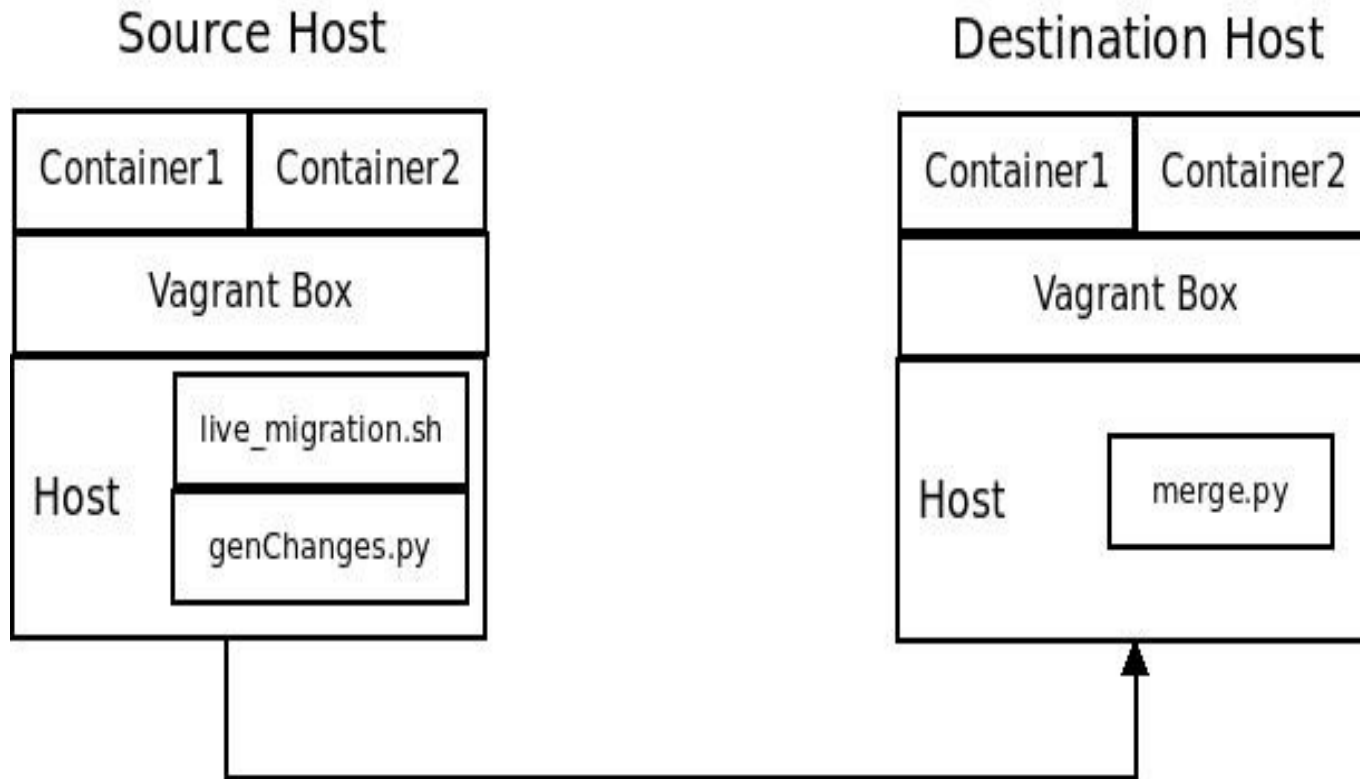 Source Host
Destination Host
Container1
Container2
Vagrant Box
Host
live_migration.sh
genChanges.py
Container1
Container2
Vagrant Box
Host
merge.py